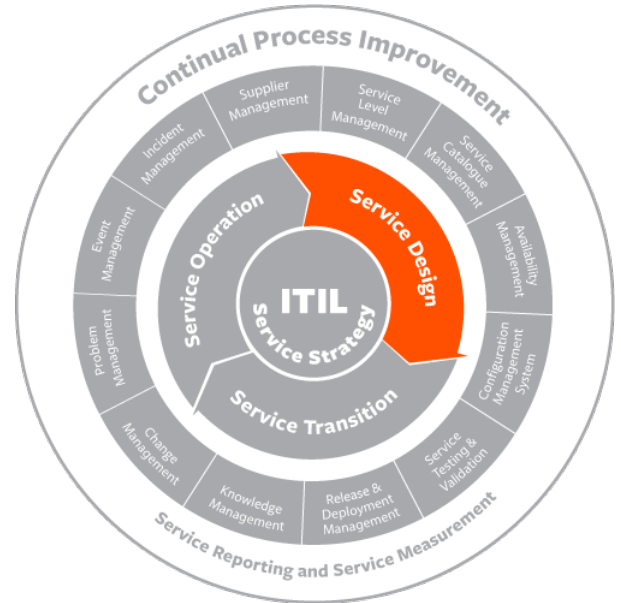 Continual Process Improvement
Supplier
Management
Service
Level
Management
Service
Catalogue
Management
Availability
Management
Configuration
Management
System
Service
Testing &
Validation
Release &
Deployment
Management
Knowledge
Management
Change
Management
Problem
Management
Event
Management
Incident
Management
Service Design
Service Transition
Service Operation
ITIL
Service Strategy
Service Reporting and Service Measurement